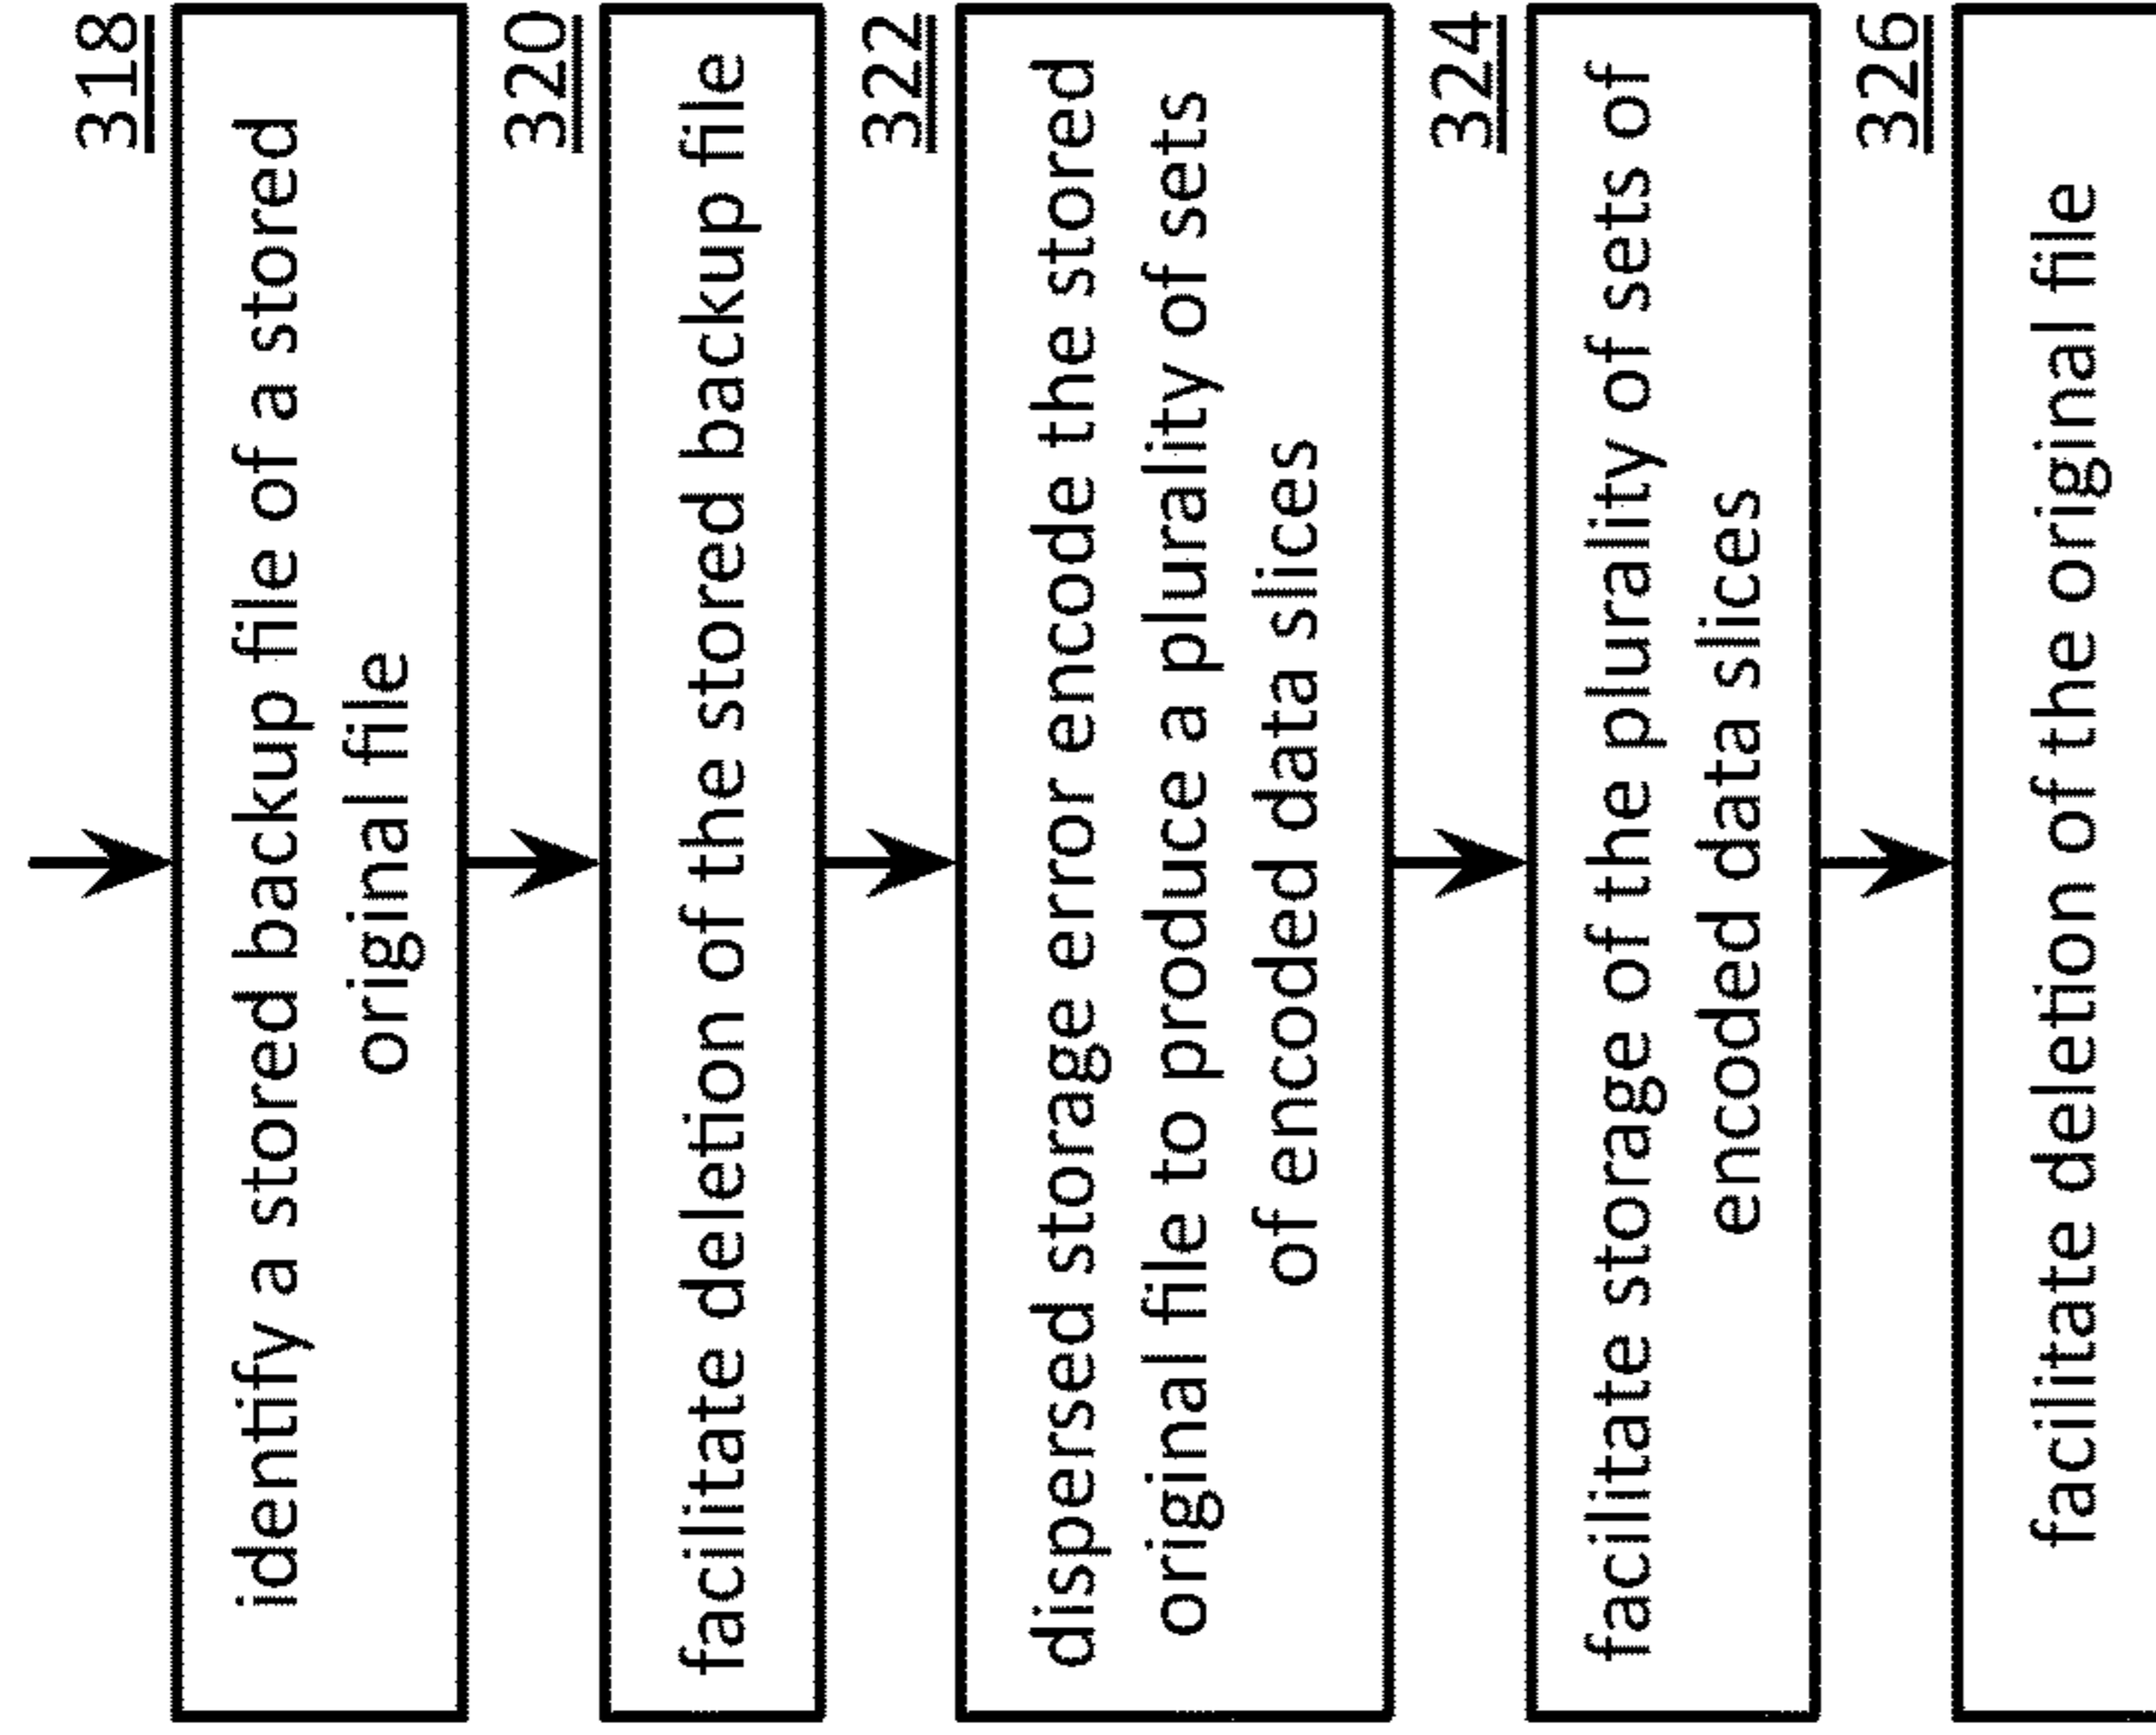 318
identify a stored backup file of a stored
original file
320
facilitate deletion of the stored backup file
322
dispersed storage error encode the stored
original file to produce a plurality of sets
of encoded data slices
324
facilitate storage of the plurality of sets of
encoded data slices
326
facilitate deletion of the original file